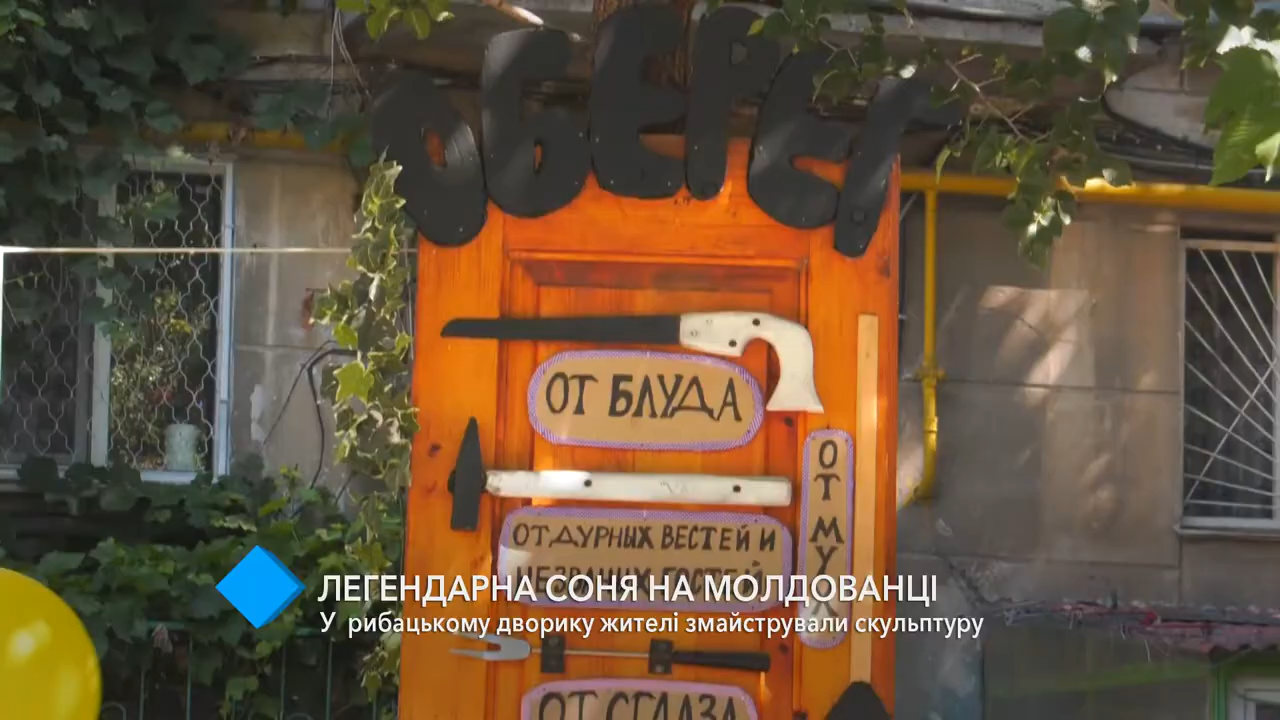 ОБЕРЕГ
ОТ БЛУДА
ОТ МУХ
ОТ ДУРНЫХ ВЕСТЕЙ И
НЕЗВАНЫХ ГОСТЕЙ
ЛЕГЕНДАРНА СОНЯ НА МОЛДОВАНЦІ
У рибацькому дворику жителі змайстрували скульптуру
ОТ СГЛАЗА